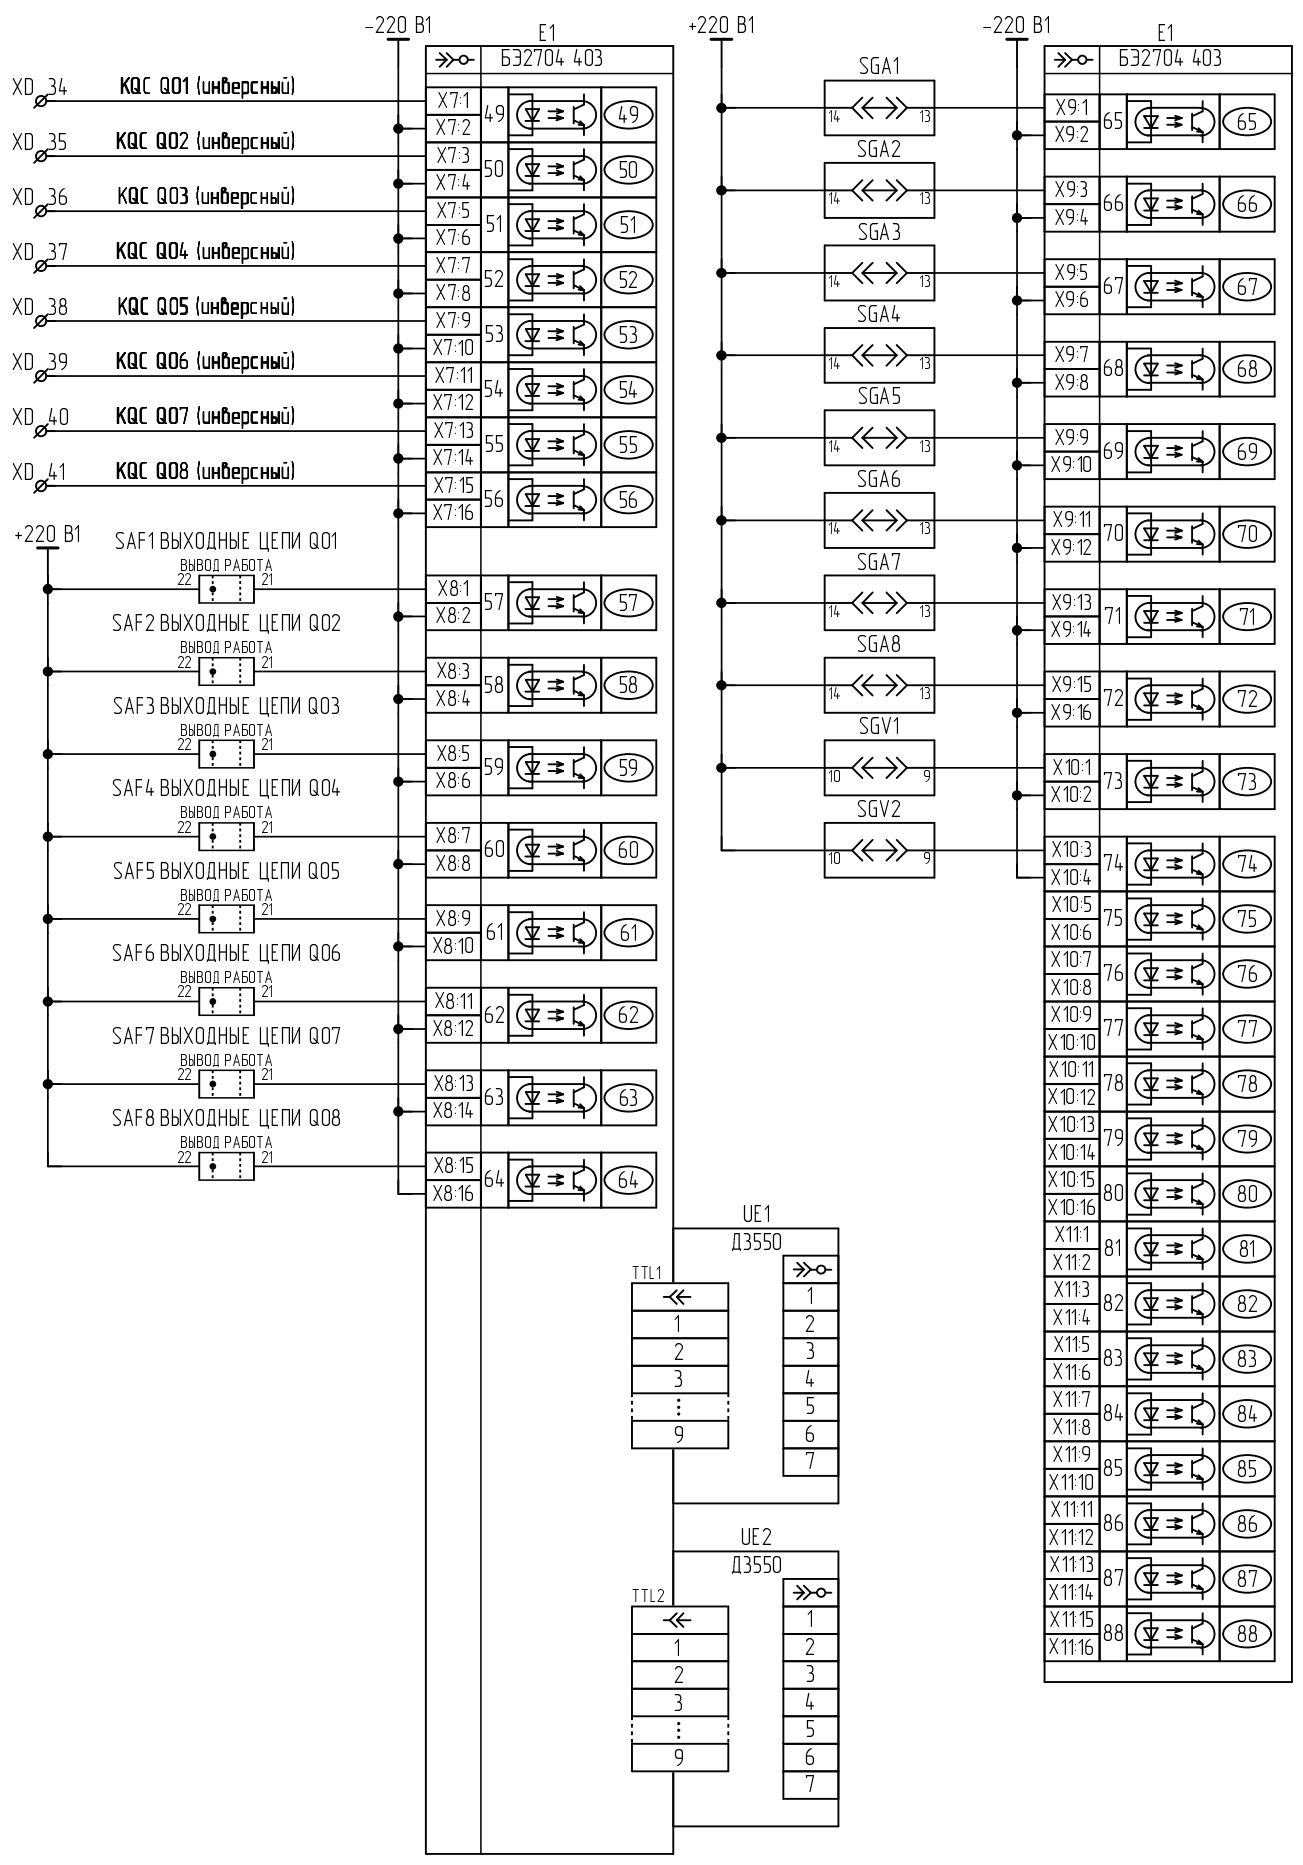 -220 В1
E1
БЭ2704 403
XD 34
KQC Q01 (инверсный)
X7:1
X7:2
49
49
XD 35
KQC Q02 (инверсный)
X7:3
X7:4
50
50
XD 36
KQC Q03 (инверсный)
X7:5
X7:6
51
51
XD 37
KQC Q04 (инверсный)
X7:7
X7:8
52
52
XD 38
KQC Q05 (инверсный)
X7:9
X7:10
53
53
XD 39
KQC Q06 (инверсный)
X7:11
X7:12
54
54
XD 40
KQC Q07 (инверсный)
X7:13
X7:14
55
55
XD 41
KQC Q08 (инверсный)
X7:15
X7:16
56
56
+220 В1
SAF1 ВЫХОДНЫЕ ЦЕПИ Q01
ВЫВОД РАБОТА
22 21
X8:1
X8:2
57
57
SAF2 ВЫХОДНЫЕ ЦЕПИ Q02
ВЫВОД РАБОТА
22 21
X8:3
X8:4
58
58
SAF3 ВЫХОДНЫЕ ЦЕПИ Q03
ВЫВОД РАБОТА
22 21
X8:5
X8:6
59
59
SAF4 ВЫХОДНЫЕ ЦЕПИ Q04
ВЫВОД РАБОТА
22 21
X8:7
X8:8
60
60
SAF5 ВЫХОДНЫЕ ЦЕПИ Q05
ВЫВОД РАБОТА
22 21
X8:9
X8:10
61
61
SAF6 ВЫХОДНЫЕ ЦЕПИ Q06
ВЫВОД РАБОТА
22 21
X8:11
X8:12
62
62
SAF7 ВЫХОДНЫЕ ЦЕПИ Q07
ВЫВОД РАБОТА
22 21
X8:13
X8:14
63
63
SAF8 ВЫХОДНЫЕ ЦЕПИ Q08
ВЫВОД РАБОТА
22 21
X8:15
X8:16
64
64
UE1
Д3550
TTL1
1
2
3
⋮
9
1
2
3
4
5
6
7
UE2
Д3550
TTL2
1
2
3
⋮
9
1
2
3
4
5
6
7
+220 В1
-220 В1
E1
БЭ2704 403
SGA1
14 13
X9:1
X9:2
65
65
SGA2
14 13
X9:3
X9:4
66
66
SGA3
14 13
X9:5
X9:6
67
67
SGA4
14 13
X9:7
X9:8
68
68
SGA5
14 13
X9:9
X9:10
69
69
SGA6
14 13
X9:11
X9:12
70
70
SGA7
14 13
X9:13
X9:14
71
71
SGA8
14 13
X9:15
X9:16
72
72
SGV1
10 9
X10:1
X10:2
73
73
SGV2
10 9
X10:3
X10:4
74
74
X10:5
X10:6
75
75
X10:7
X10:8
76
76
X10:9
X10:10
77
77
X10:11
X10:12
78
78
X10:13
X10:14
79
79
X10:15
X10:16
80
80
X11:1
X11:2
81
81
X11:3
X11:4
82
82
X11:5
X11:6
83
83
X11:7
X11:8
84
84
X11:9
X11:10
85
85
X11:11
X11:12
86
86
X11:13
X11:14
87
87
X11:15
X11:16
88
88